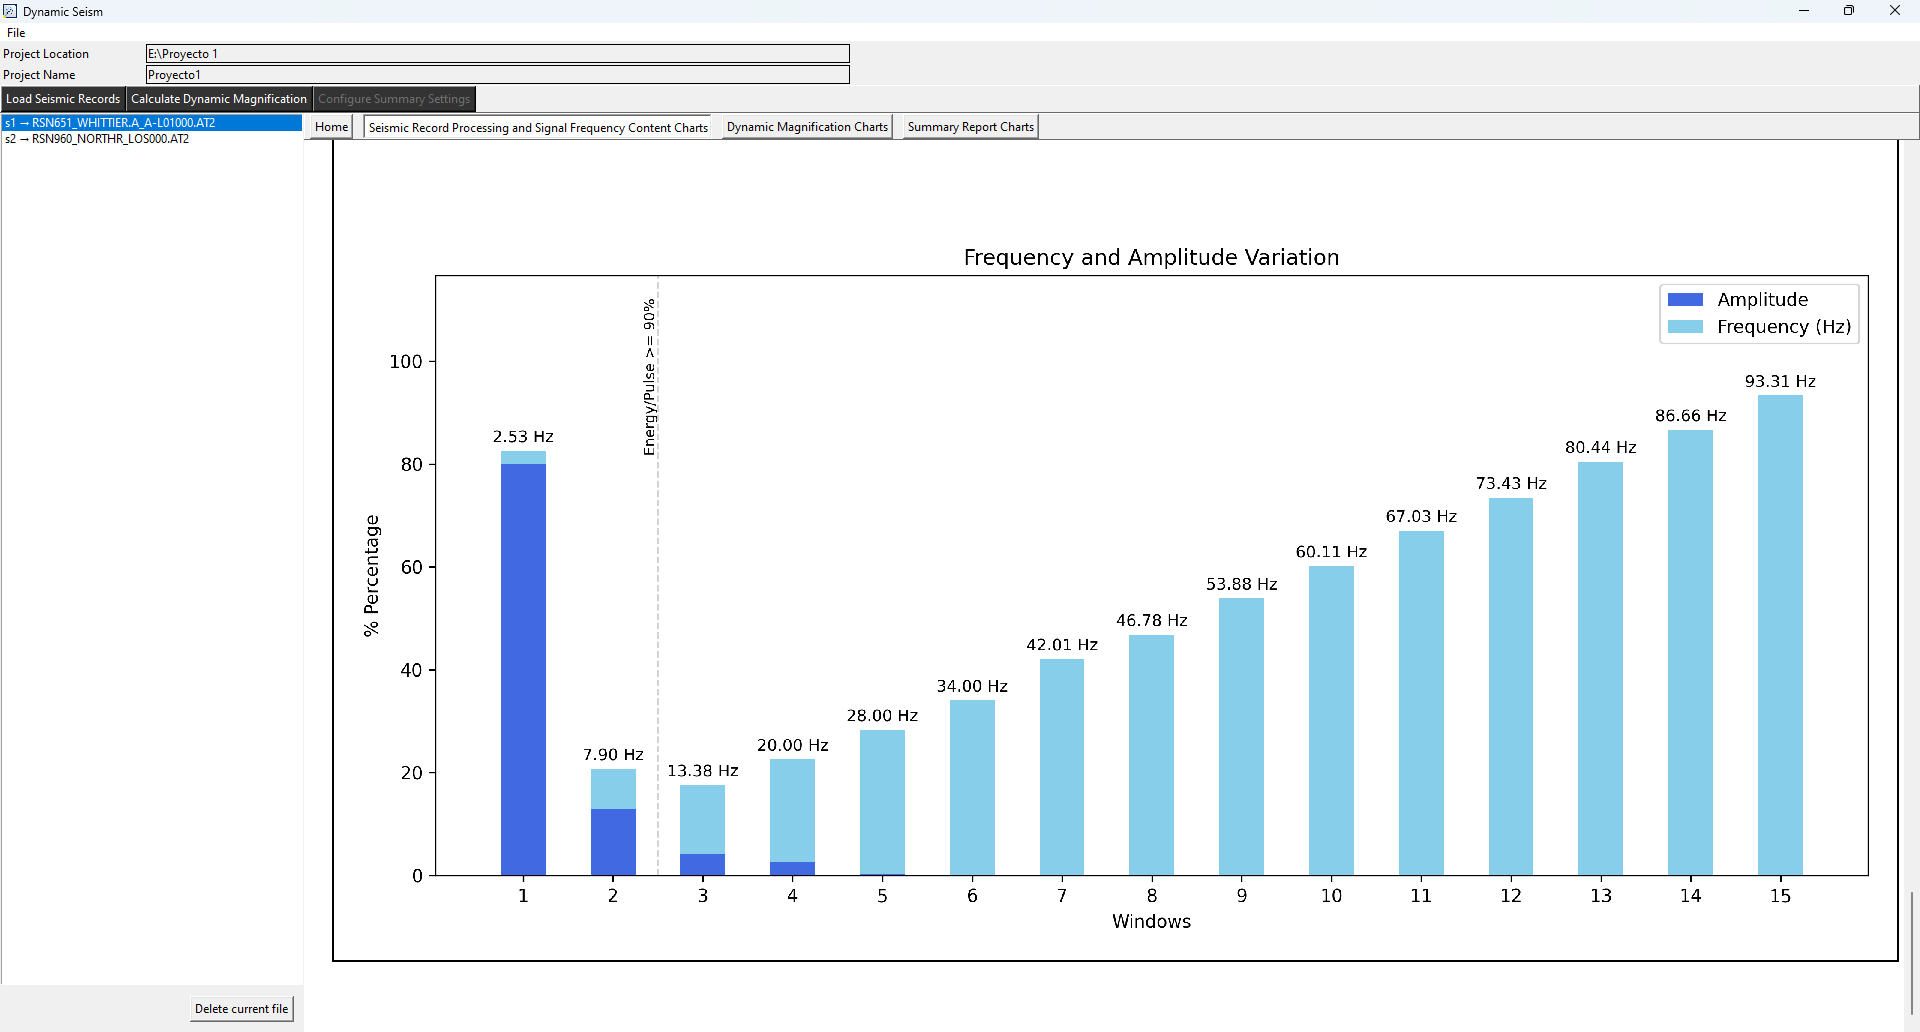 Dynamic Seism
File
Project Location E:\Proyecto 1
Project Name Proyecto1
Load Seismic Records Calculate Dynamic Magnification Configure Summary Settings
s1 → RSN651_WHITTIER.A_A-L01000.AT2
s2 → RSN960_NORTHR_LOS000.AT2
Home Seismic Record Processing and Signal Frequency Content Charts Dynamic Magnification Charts Summary Report Charts
Frequency and Amplitude Variation
Amplitude
Frequency (Hz)
Energy/Pulse >= 90%
% Percentage
100
80
60
40
20
0
2.53 Hz
7.90 Hz
13.38 Hz
20.00 Hz
28.00 Hz
34.00 Hz
42.01 Hz
46.78 Hz
53.88 Hz
60.11 Hz
67.03 Hz
73.43 Hz
80.44 Hz
86.66 Hz
93.31 Hz
1 2 3 4 5 6 7 8 9 10 11 12 13 14 15
Windows
Delete current file